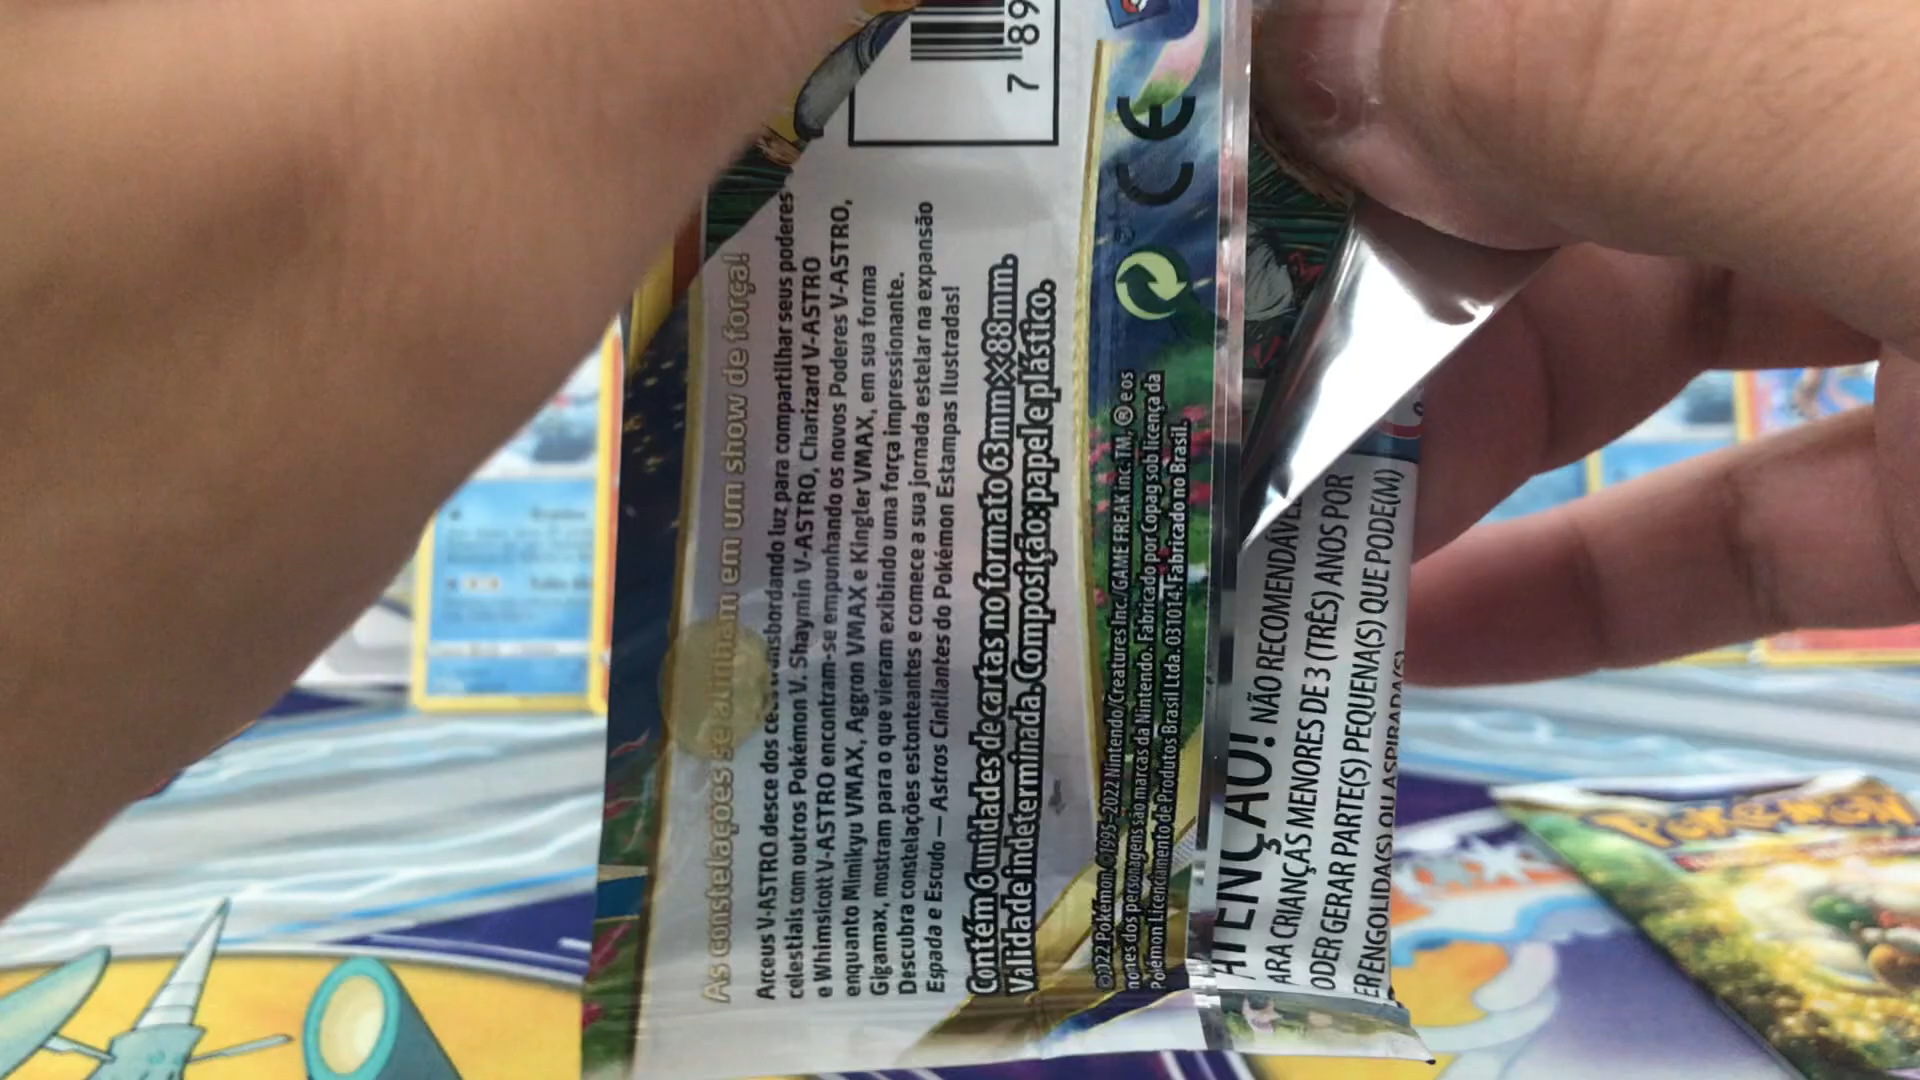 As constelações se alinham em um show de força!
Arceus V-ASTRO desce dos céus transbordando luz para compartilhar seus poderes
celestiais com outros Pokémon V. Shaymin V-ASTRO, Charizard V-ASTRO
e Whimsicott V-ASTRO encontram-se empunhando os novos Poderes V-ASTRO,
enquanto Mimikyu VMAX, Aggron VMAX e Kingler VMAX, em sua forma
Gigamax, mostram para o que vieram exibindo uma força impressionante.
Descubra constelações estonteantes e comece a sua jornada estelar na expansão
Espada e Escudo — Astros Cintilantes do Pokémon Estampas Ilustradas!
Contém 6 unidades de cartas no formato 63mm×88mm.
Validade indeterminada. Composição: papel e plástico.
©2022 Pokémon. ©1995–2022 Nintendo/Creatures Inc./GAME FREAK inc. TM, ® e os
nomes dos personagens são marcas da Nintendo. Fabricado por Copag sob licença da
Pokémon Licenciamento de Produtos Brasil Ltda. 031014. Fabricado no Brasil.
7 89
CE
ATENÇÃO! NÃO RECOMENDÁVEL
ARA CRIANÇAS MENORES DE 3 (TRÊS) ANOS POR
ODER GERAR PARTE(S) PEQUENA(S) QUE PODE(M)
ER ENGOLIDA(S) OU ASPIRADA(S)
POKÉMON